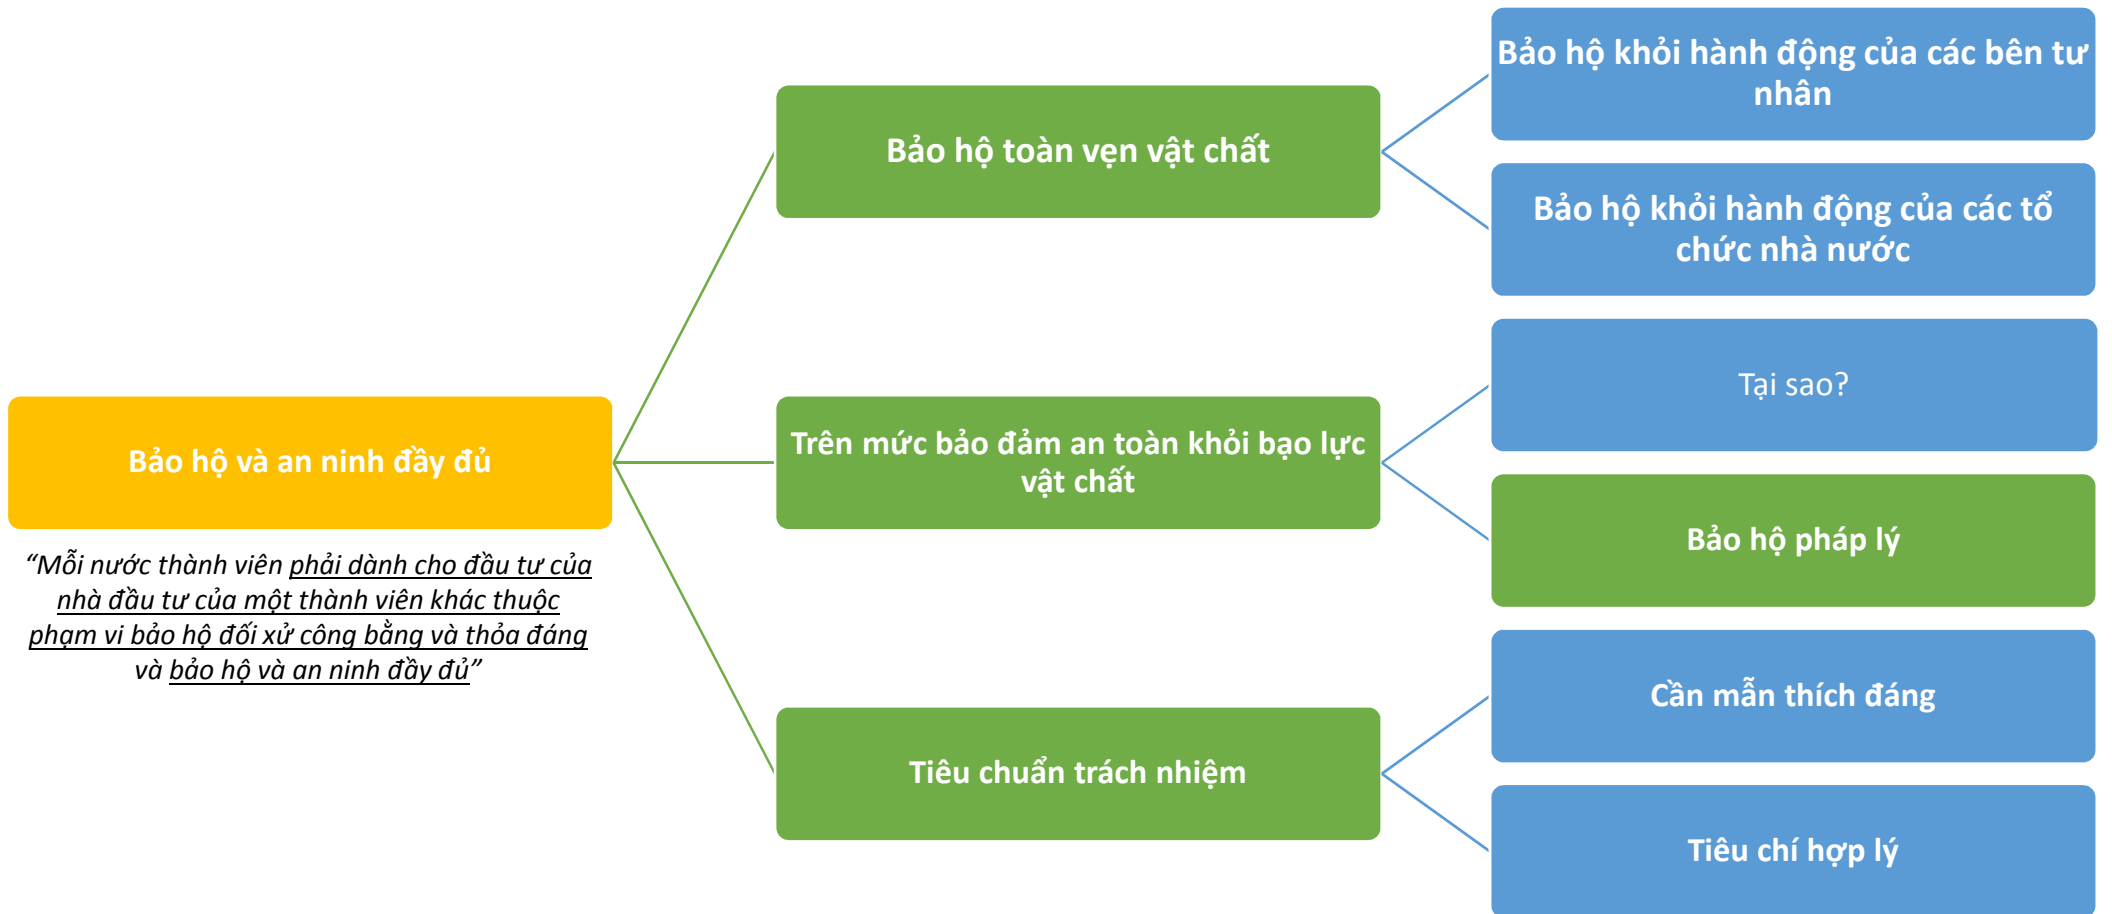 Bảo hộ và an ninh đầy đủ
“Mỗi nước thành viên phải dành cho đầu tư của
nhà đầu tư của một thành viên khác thuộc
phạm vi bảo hộ đối xử công bằng và thỏa đáng
và bảo hộ và an ninh đầy đủ”
Bảo hộ toàn vẹn vật chất
Bảo hộ khỏi hành động của các bên tư
nhân
Bảo hộ khỏi hành động của các tổ
chức nhà nước
Trên mức bảo đảm an toàn khỏi bạo lực
vật chất
Tại sao?
Bảo hộ pháp lý
Tiêu chuẩn trách nhiệm
Cần mẫn thích đáng
Tiêu chí hợp lý